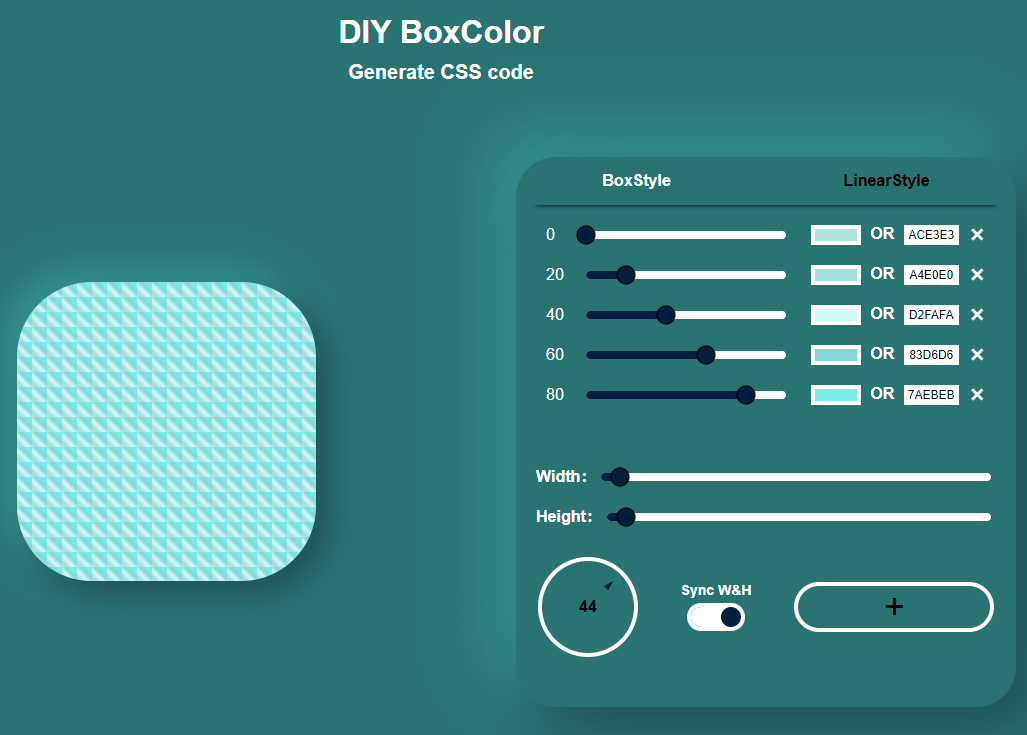 DIY BoxColor
Generate CSS code
BoxStyle LinearStyle
0 OR ACE3E3 ×
20 OR A4E0E0 ×
40 OR D2FAFA ×
60 OR 83D6D6 ×
80 OR 7AEBEB ×
Width:
Height:
44 Sync W&H +